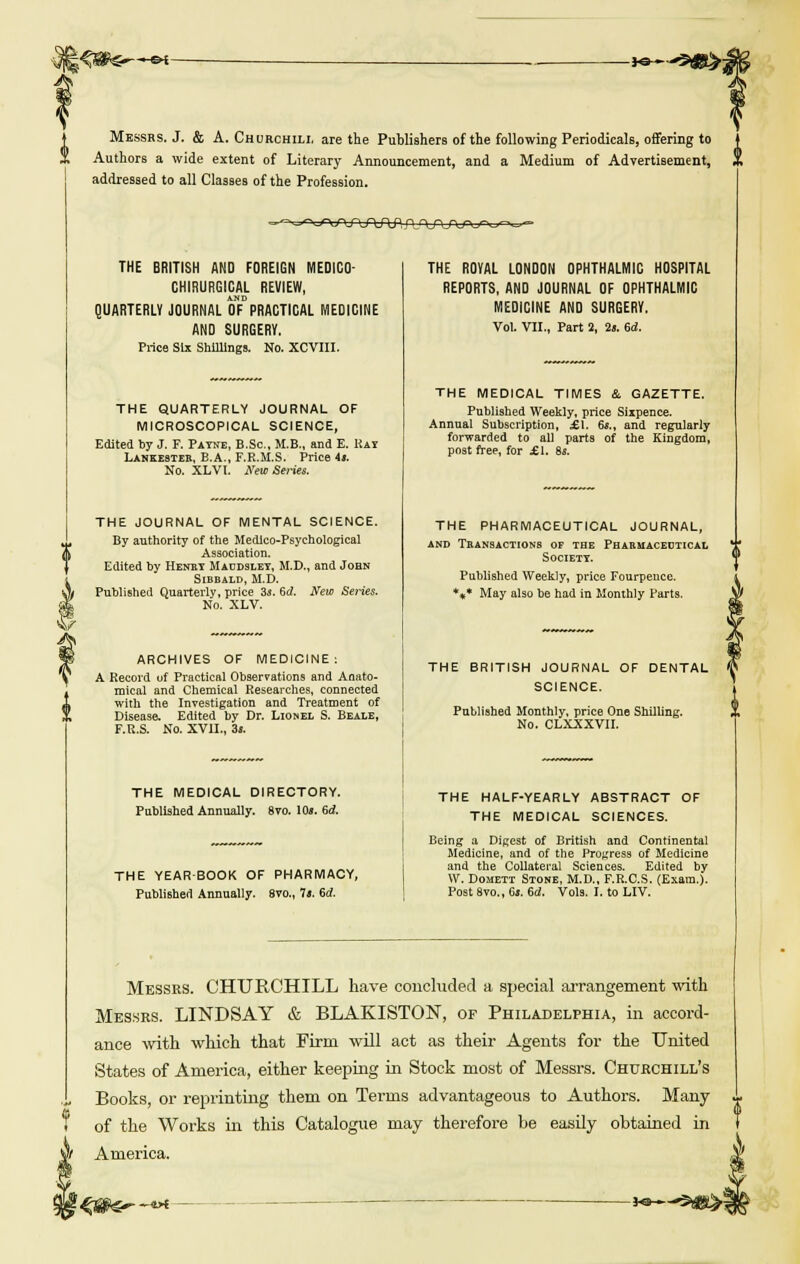 MESSRS. J. & A. CHURCHILL are the Publishers of the following Periodicals, offering to
Authors a wide extent of Literary Announcement, and a Medium of Advertisement,
addressed to all Classes of the Profession.
THE BRITISH AND FOREIGN MEDICO-
CHIRURGICAL REVIEW,
AND
QUARTERLY JOURNAL OF PRACTICAL MEDICINE
AND SURGERY.
Price Six Shillings. No. XCVIII.
THE QUARTERLY JOURNAL OF
MICROSCOPICAL SCIENCE,
Edited by J. F. PAYNE, B.Sc., M.B., and E. RAY
LANKESTER, B.A., F.R.M.S. Price 4s.
No. XLVI. New Series.
THE JOURNAL OF MENTAL SCIENCE.
By authority of the Medico-Psychological
Association.
Edited by HENRY MAUDSLEY, M.D., and JOHN
SIBBALD, M.D.
Published Quarterly, price 3s. 6d. New Series.
No. XLV.
ARCHIVES OF MEDICINE:
A Record of Practical Observations and Anato-
mical and Chemical Researches, connected
with the Investigation and Treatment of
Disease. Edited by Dr. LIONEL S. BEALE,
F.R.S. No. XVII., 3s.
THE MEDICAL DIRECTORY.
Published Annually. 8vo. 10s. 6d.
THE YEAR-BOOK OF PHARMACY,
Published Annually. 8vo., 7s. 6d.
THE ROYAL LONDON OPHTHALMIC HOSPITAL
REPORTS, AND JOURNAL OF OPHTHALMIC
MEDICINE AND SURGERY.
Vol. VII., Part 2, 2s. 6d.
THE MEDICAL TIMES & GAZETTE.
Published Weekly, price Sixpence.
Annual Subscription, £1. 6s., and regularly
forwarded to all parts of the Kingdom,
post free, for £1. 8s.
THE PHARMACEUTICAL JOURNAL,
AND TRANSACTIONS OF THE PHARMACEUTICAL
SOCIETY.
Published Weekly, price Fourpence.
*** May also be had in Monthly Parts.
THE BRITISH JOURNAL OF DENTAL
SCIENCE.
Published Monthly, price One Shilling.
No. CLXXXVII.
THE HALF-YEARLY ABSTRACT OF
THE MEDICAL SCIENCES.
Being a Digest of British and Continental
Medicine, and of the Progress of Medicine
and the Collateral Sciences. Edited by
W. DOMETT STONE, M.D., F.R.C.S. (Exam.).
Post 8vo., 6s. 6d. Vols. I. to LIV.
MESSRS. CHURCHILL have concluded a special arrangement with
MESSRS. LINDSAY & BLAKISTON, OF PHILADELPHIA, in accord-
ance with which that Firm will act as their Agents for the United
States of America, either keeping in Stock most of Messrs. CHURCHILL'S
Books, or reprinting them on Terms advantageous to Authors. Many
of the Works in this Catalogue may therefore be easily obtained in
America.